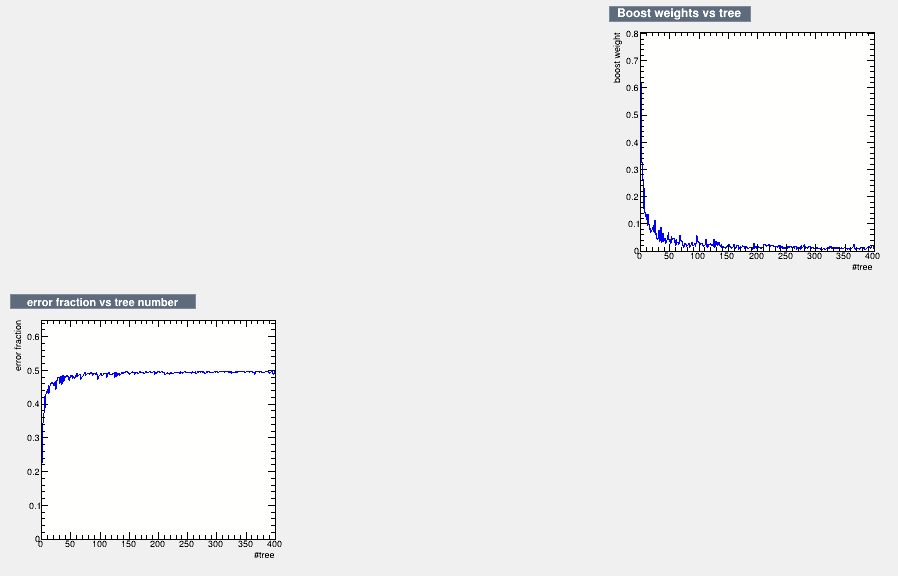 Boost weights vs tree
boost weight
0.8
0.7
0.6
0.5
0.4
0.3
0.2
0.1
0
0 50 100 150 200 250 300 350 400
#tree
error fraction vs tree number
error fraction
0.6
0.5
0.4
0.3
0.2
0.1
0
0 50 100 150 200 250 300 350 400
#tree